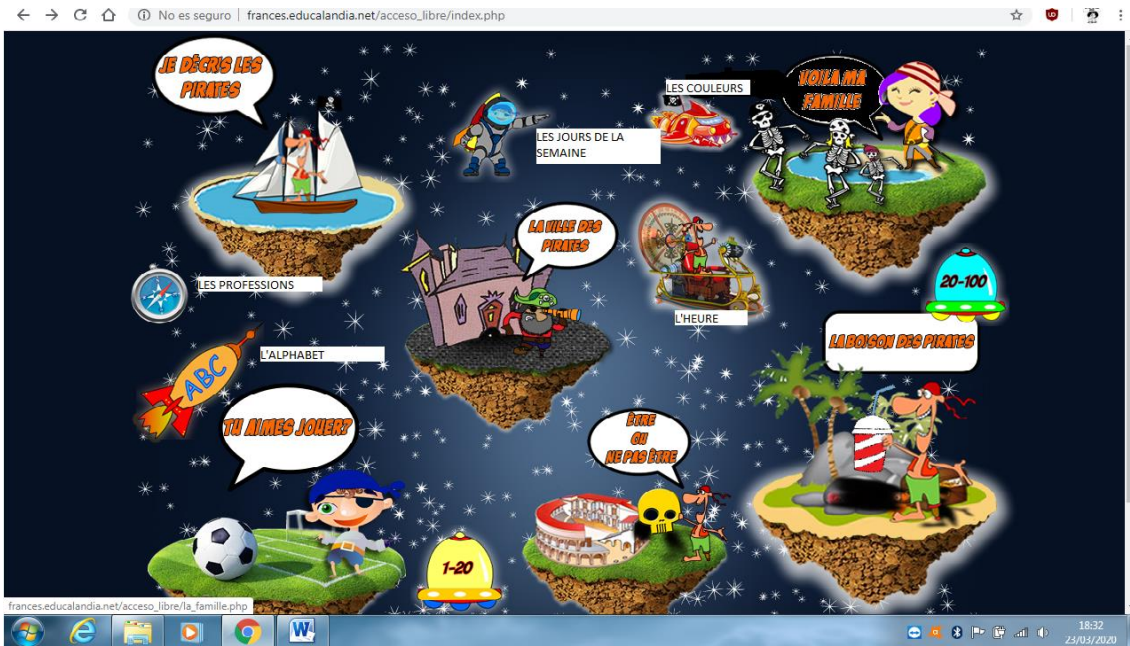 No es seguro | frances.educalandia.net/acceso_libre/index.php
JE DÉCRIS LES
PIRATES
LES JOURS DE LA
SEMAINE
LES COULEURS
VOILA MA
FAMILLE
LA VILLE DES
PIRATES
LES PROFESSIONS
L'HEURE
20-100
LA BOISON DES PIRATES
L'ALPHABET
ABC
TU AIMES JOUER?
ÊTRE
OU
NE PAS ÊTRE
1-20
frances.educalandia.net/acceso_libre/la_famille.php
W
18:32
23/03/2020